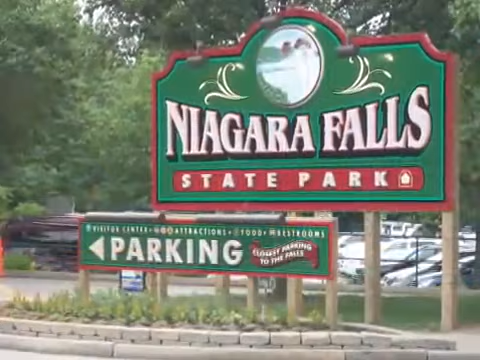 NIAGARA FALLS
STATE PARK
VISITOR CENTER • ATTRACTIONS • FOOD • RESTROOMS
PARKING
CLOSEST PARKING
TO THE FALLS